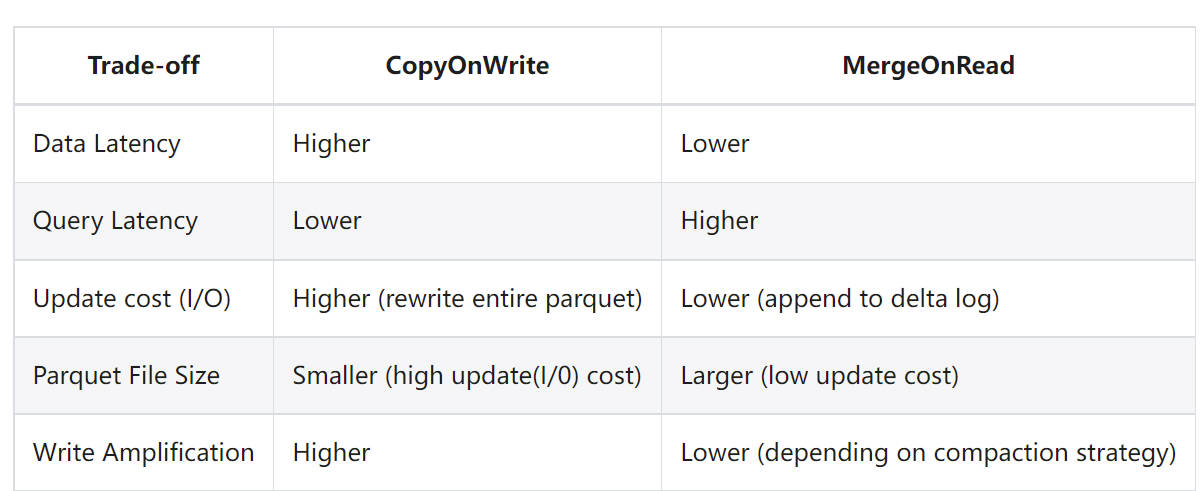 Trade-off CopyOnWrite MergeOnRead
Data Latency Higher Lower
Query Latency Lower Higher
Update cost (I/O) Higher (rewrite entire parquet) Lower (append to delta log)
Parquet File Size Smaller (high update(I/0) cost) Larger (low update cost)
Write Amplification Higher Lower (depending on compaction strategy)